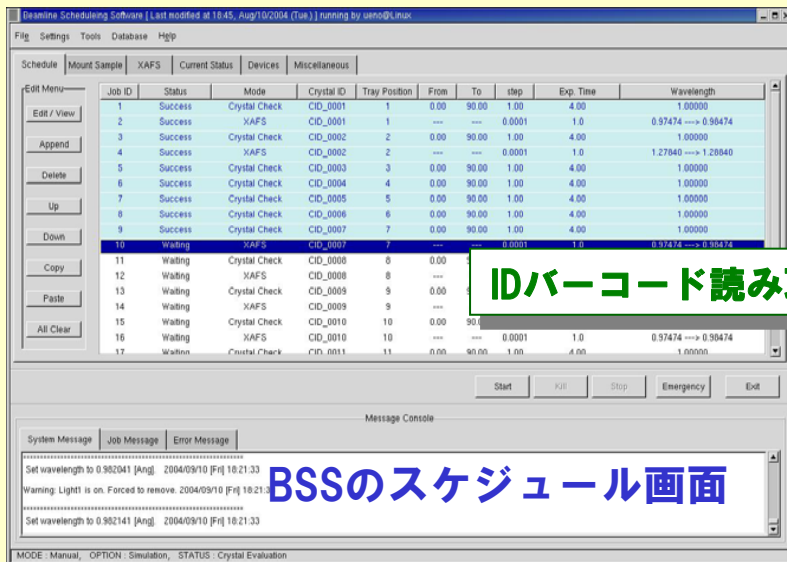 Beamline Scheduleing Software [ Last modified at 18:45, Aug/10/2004 (Tue.) ] running by ueno@Linux
File Settings Tools Database Help
Schedule Mount Sample XAFS Current Status Devices Miscellaneous
Edit Menu
Edit / View
Append
Delete
Up
Down
Copy
Paste
All Clear
Job ID Status Mode Crystal ID Tray Position From To step Exp. Time Wavelength
1 Success Crystal Check CID_0001 1 0.00 90.00 1.00 4.00 1.00000
2 Success XAFS CID_0001 1 --- --- 0.0001 1.0 0.97474 ---> 0.98474
3 Success Crystal Check CID_0002 2 0.00 90.00 1.00 4.00 1.00000
4 Success XAFS CID_0002 2 --- --- 0.0001 1.0 1.27840 ---> 1.28840
5 Success Crystal Check CID_0003 3 0.00 90.00 1.00 4.00 1.00000
6 Success Crystal Check CID_0004 4 0.00 90.00 1.00 4.00 1.00000
7 Success Crystal Check CID_0005 5 0.00 90.00 1.00 4.00 1.00000
8 Success Crystal Check CID_0006 6 0.00 90.00 1.00 4.00 1.00000
9 Success Crystal Check CID_0007 7 0.00 90.00 1.00 4.00 1.00000
10 Waiting XAFS CID_0007 7 --- --- 0.0001 1.0 0.97474 ---> 0.98474
11 Waiting Crystal Check CID_0008 8 0.00
12 Waiting XAFS CID_0008 8 ---
13 Waiting Crystal Check CID_0009 9 0.00
14 Waiting XAFS CID_0009 9 ---
15 Waiting Crystal Check CID_0010 10 0.00
16 Waiting XAFS CID_0010 10 --- --- 0.0001 1.0 0.97474 ---> 0.98474
17 Waiting Crystal Check CID_0011 11 0.00 90.00 1.00 4.00 1.00000
IDバーコード読み
Start Kill Stop Emergency Exit
Message Console
System Message Job Message Error Message
Set wavelength to 0.982041 [Ang]. 2004/09/10 [Fri] 18:21:33
Warning: Light1 is on. Forced to remove. 2004/09/10 [Fri] 18:21:3
Set wavelength to 0.982141 [Ang]. 2004/09/10 [Fri] 18:21:33
BSSのスケジュール画面
MODE : Manual, OPTION : Simulation, STATUS : Crystal Evaluation